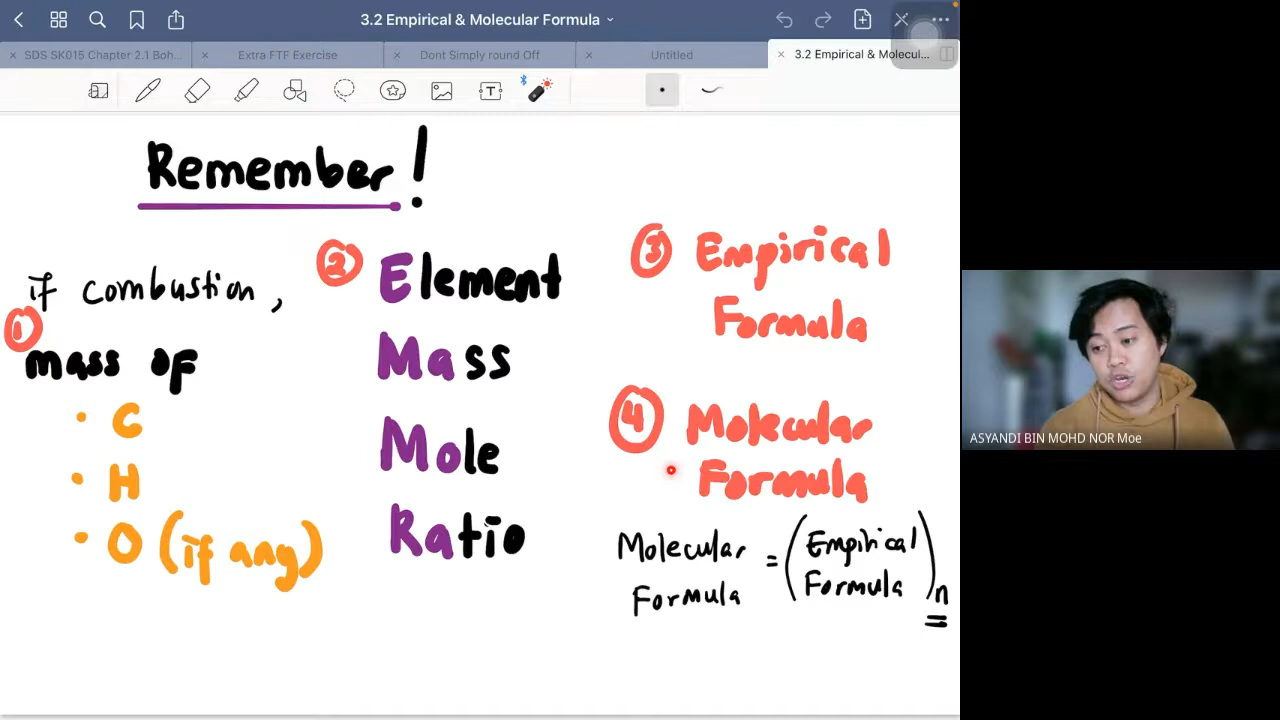 3.2 Empirical & Molecular Formula
SDS SK015 Chapter 2.1 Boh...
Extra FTF Exercise
Dont Simply round Off
Untitled
3.2 Empirical & Molecul...
T
Remember!
if combustion,
① mass of
• C
• H
• O (if any)
② Element
Mass
Mole
Ratio
③ Empirical
Formula
④ Molecular
Formula
Molecular Formula = (Empirical Formula)n
ASYANDI BIN MOHD NOR Moe